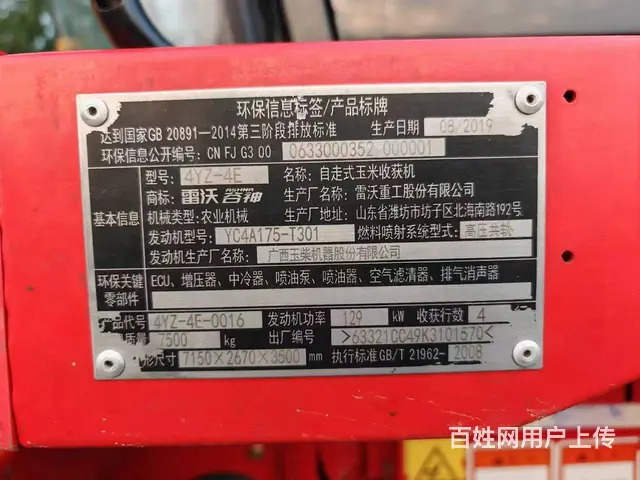 环保信息标签/产品标牌
达到国家GB 20891-2014第三阶段排放标准 生产日期 08/2019
环保信息公开编号: CN FJ G3 00 0633000352 000001
基本信息
型号: 4YZ-4E 名称: 自走式玉米收获机
商标: 雷沃谷神 生产厂家: 雷沃重工股份有限公司
机械类型: 农业机械 地址: 山东省潍坊市坊子区北海南路192号
发动机型号: YC4A175-T301 燃料喷射系统型式: 高压共轨
发动机生产厂名称: 广西玉柴机器股份有限公司
环保关键零部件
ECU、增压器、中冷器、喷油泵、喷油器、空气滤清器、排气消声器
产品代号 4YZ-4E-0016 发动机功率 129 kW 收获行数 4
质量 7500 kg 出厂编号 >63321CC49K3101570<
形尺寸 7150×2670×3500 mm 执行标准GB/T 21962-2008
百姓网用户上传